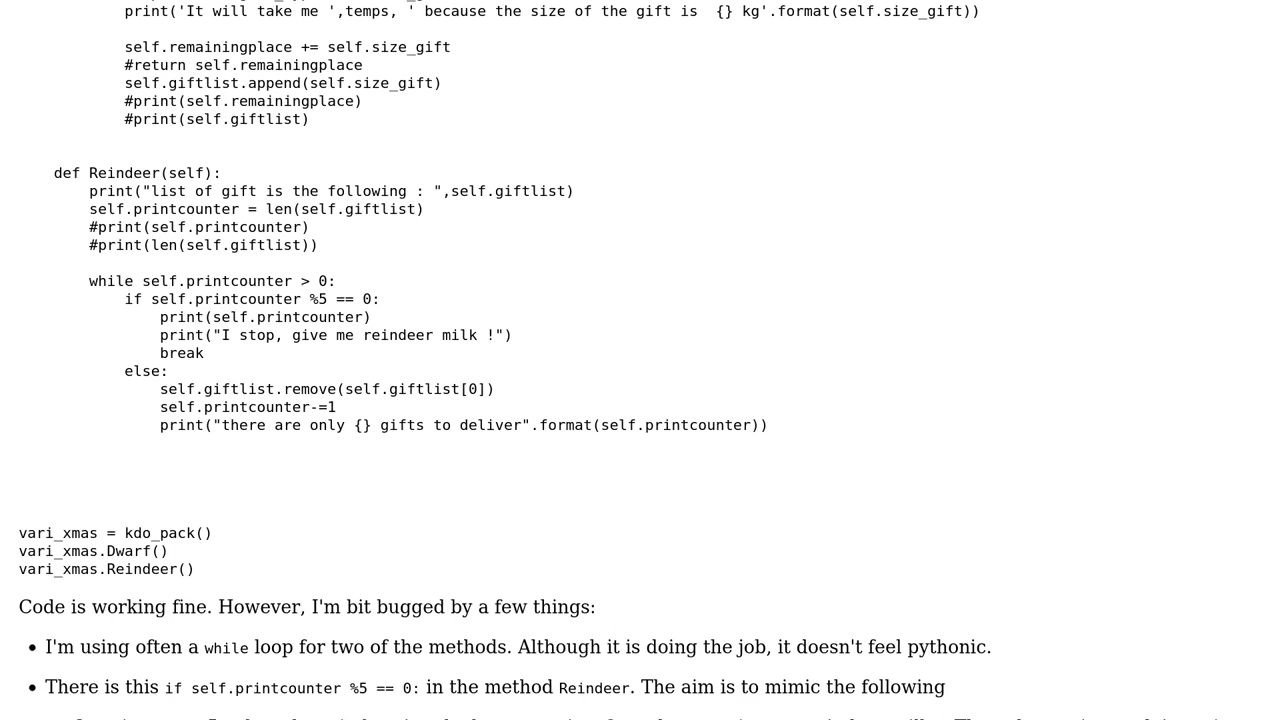 print('It will take me ',temps, ' because the size of the gift is  {} kg'.format(self.size_gift))
self.remainingplace += self.size_gift
#return self.remainingplace
self.giftlist.append(self.size_gift)
#print(self.remainingplace)
#print(self.giftlist)
def Reindeer(self):
print("list of gift is the following : ",self.giftlist)
self.printcounter = len(self.giftlist)
#print(self.printcounter)
#print(len(self.giftlist))
while self.printcounter > 0:
if self.printcounter %5 == 0:
print(self.printcounter)
print("I stop, give me reindeer milk !")
break
else:
self.giftlist.remove(self.giftlist[0])
self.printcounter-=1
print("there are only {} gifts to deliver".format(self.printcounter))
vari_xmas = kdo_pack()
vari_xmas.Dwarf()
vari_xmas.Reindeer()
Code is working fine. However, I'm bit bugged by a few things:
• I'm using often a while loop for two of the methods. Although it is doing the job, it doesn't feel pythonic.
• There is this if self.printcounter %5 == 0: in the method Reindeer. The aim is to mimic the following